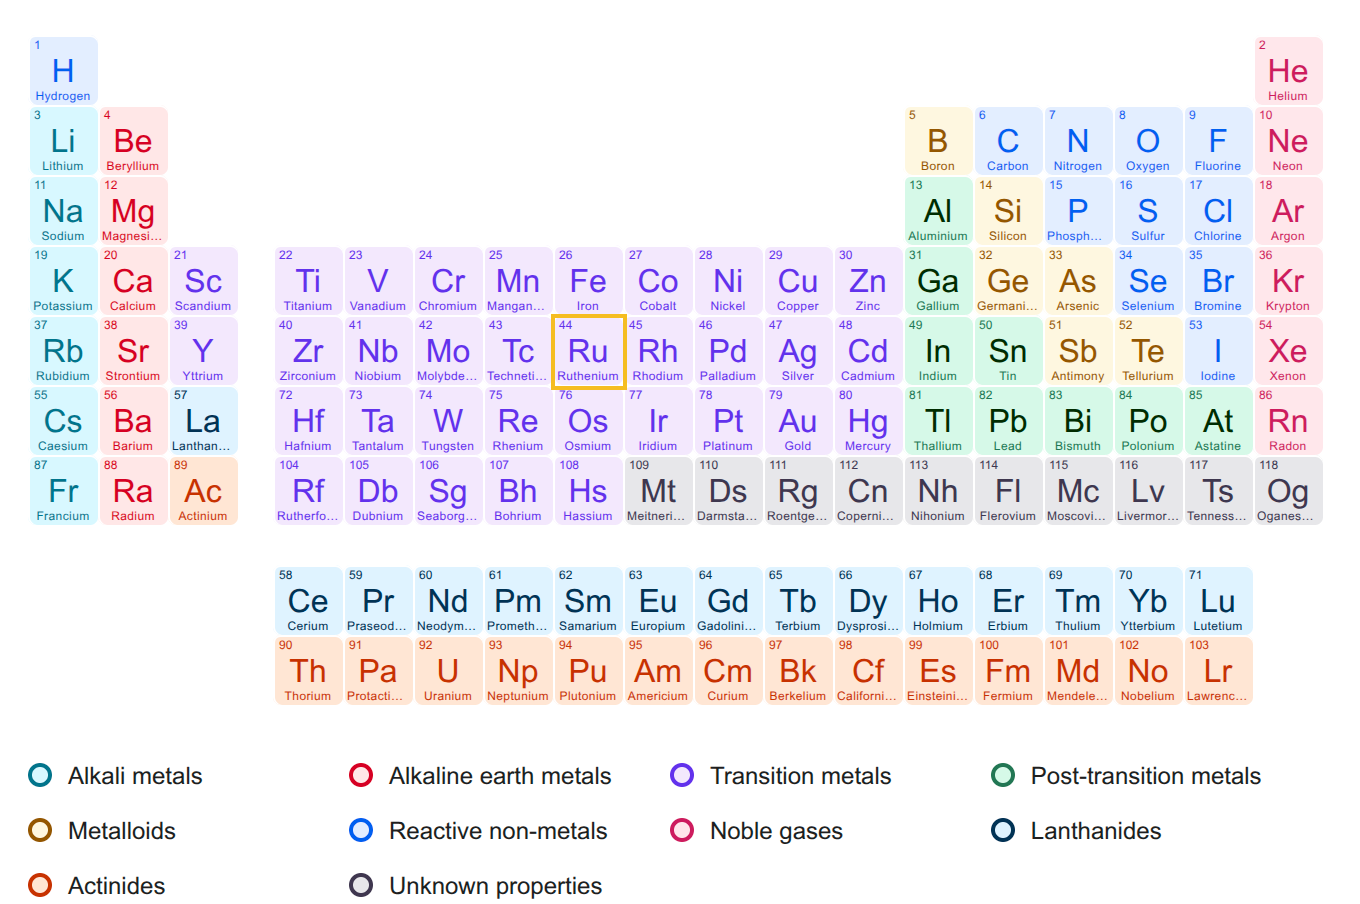 1 2
H He
Hydrogen Helium
3 4 5 6 7 8 9 10
Li Be B C N O F Ne
Lithium Beryllium Boron Carbon Nitrogen Oxygen Fluorine Neon
11 12 13 14 15 16 17 18
Na Mg Al Si P S Cl Ar
Sodium Magnesi... Aluminium Silicon Phosph... Sulfur Chlorine Argon
19 20 21 22 23 24 25 26 27 28 29 30 31 32 33 34 35 36
K Ca Sc Ti V Cr Mn Fe Co Ni Cu Zn Ga Ge As Se Br Kr
Potassium Calcium Scandium Titanium Vanadium Chromium Mangan... Iron Cobalt Nickel Copper Zinc Gallium Germani... Arsenic Selenium Bromine Krypton
37 38 39 40 41 42 43 44 45 46 47 48 49 50 51 52 53 54
Rb Sr Y Zr Nb Mo Tc Ru Rh Pd Ag Cd In Sn Sb Te I Xe
Rubidium Strontium Yttrium Zirconium Niobium Molybde... Techneti... Ruthenium Rhodium Palladium Silver Cadmium Indium Tin Antimony Tellurium Iodine Xenon
55 56 57 72 73 74 75 76 77 78 79 80 81 82 83 84 85 86
Cs Ba La Hf Ta W Re Os Ir Pt Au Hg Tl Pb Bi Po At Rn
Caesium Barium Lanthan... Hafnium Tantalum Tungsten Rhenium Osmium Iridium Platinum Gold Mercury Thallium Lead Bismuth Polonium Astatine Radon
87 88 89 104 105 106 107 108 109 110 111 112 113 114 115 116 117 118
Fr Ra Ac Rf Db Sg Bh Hs Mt Ds Rg Cn Nh Fl Mc Lv Ts Og
Francium Radium Actinium Rutherfo... Dubnium Seaborg... Bohrium Hassium Meitneri... Darmsta... Roentge... Coperni... Nihonium Flerovium Moscovi... Livermor... Tenness... Oganes...
58 59 60 61 62 63 64 65 66 67 68 69 70 71
Ce Pr Nd Pm Sm Eu Gd Tb Dy Ho Er Tm Yb Lu
Cerium Praseod... Neodym... Prometh... Samarium Europium Gadolini... Terbium Dysprosi... Holmium Erbium Thulium Ytterbium Lutetium
90 91 92 93 94 95 96 97 98 99 100 101 102 103
Th Pa U Np Pu Am Cm Bk Cf Es Fm Md No Lr
Thorium Protacti... Uranium Neptunium Plutonium Americium Curium Berkelium Californi... Einsteini... Fermium Mendele... Nobelium Lawrenc...
Alkali metals Alkaline earth metals Transition metals Post-transition metals
Metalloids Reactive non-metals Noble gases Lanthanides
Actinides Unknown properties